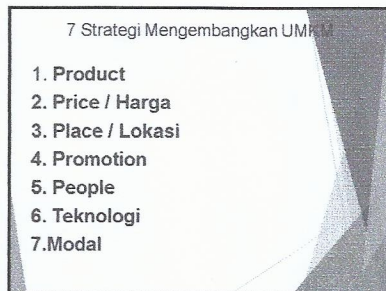 7 Strategi Mengembangkan UMKM
1. Product
2. Price / Harga
3. Place / Lokasi
4. Promotion
5. People
6. Teknologi
7.Modal